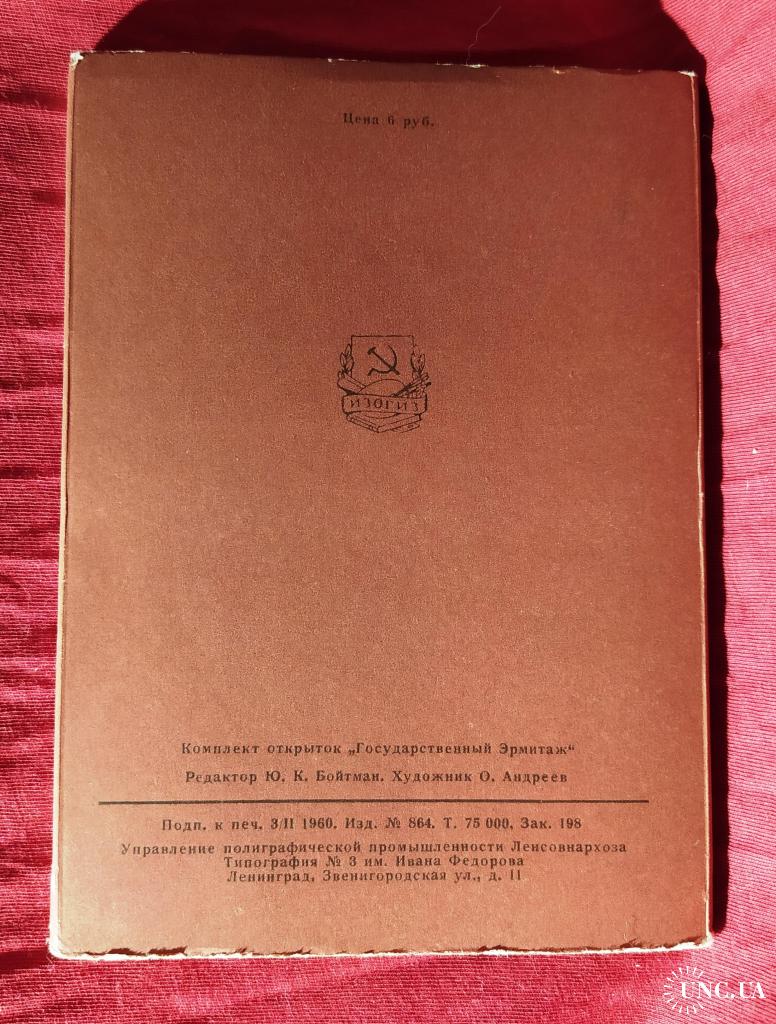 Цена 6 руб.
ИЗОГИЗ
Комплект открыток „Государственный Эрмитаж“
Редактор Ю. К. Бойтман. Художник О. Андреев
Подп. к печ. 3/II 1960. Изд. № 864. Т. 75 000. Зак. 198
Управление полиграфической промышленности Ленсовнархоза
Типография № 3 им. Ивана Федорова
Ленинград, Звенигородская ул., д. 11
UNC.UA